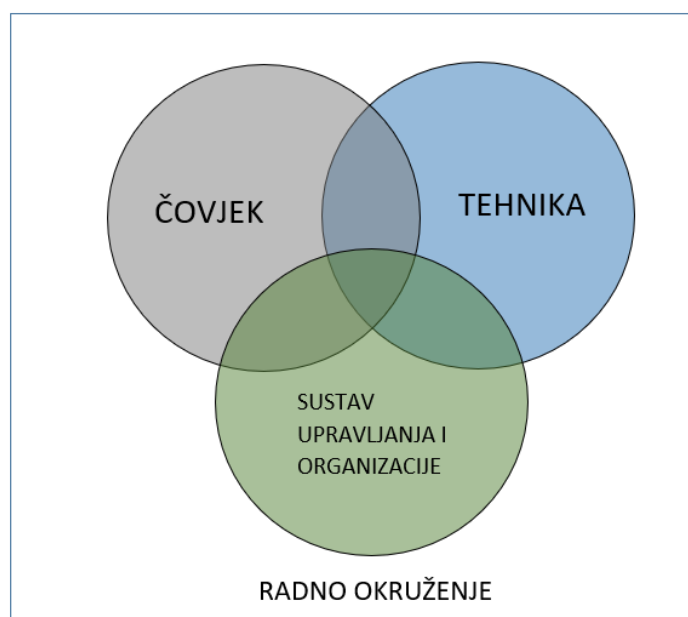 ČOVJEK
TEHNIKA
SUSTAV
UPRAVLJANJA I
ORGANIZACIJE
RADNO OKRUŽENJE